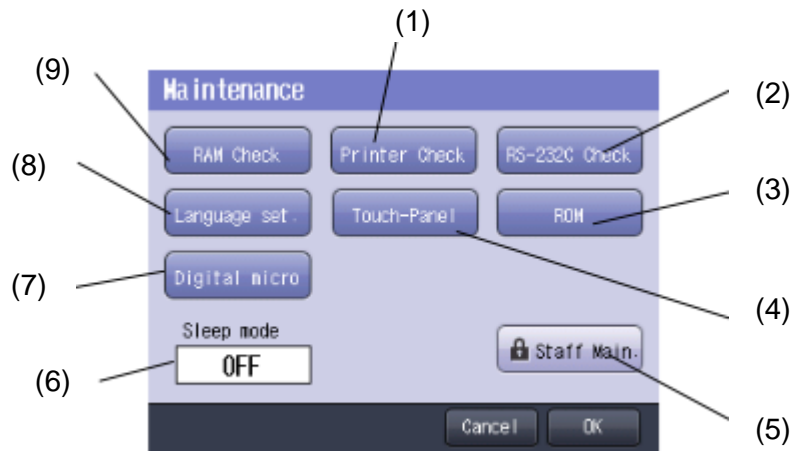 (1)
(9)
Maintenance
(2)
RAM Check
Printer Check
RS-232C Check
(8)
(3)
Language set.
Touch-Panel
ROM
(7)
Digital micro
(4)
Sleep mode
OFF
Staff Main.
(6)
(5)
Cancel
OK